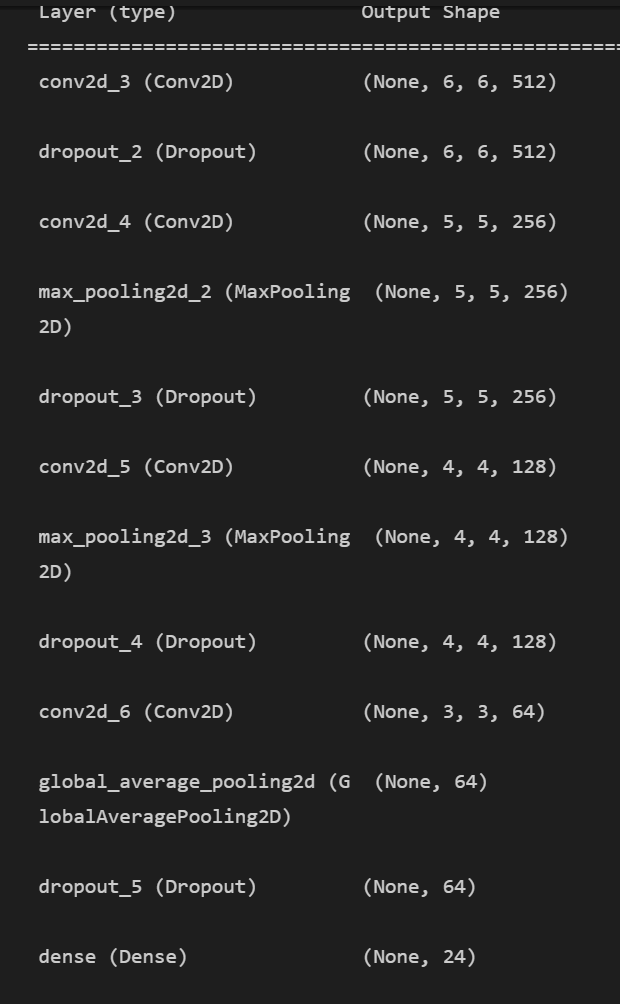 Layer (type) Output Shape
==================================================
conv2d_3 (Conv2D) (None, 6, 6, 512)
dropout_2 (Dropout) (None, 6, 6, 512)
conv2d_4 (Conv2D) (None, 5, 5, 256)
max_pooling2d_2 (MaxPooling (None, 5, 5, 256)
2D)
dropout_3 (Dropout) (None, 5, 5, 256)
conv2d_5 (Conv2D) (None, 4, 4, 128)
max_pooling2d_3 (MaxPooling (None, 4, 4, 128)
2D)
dropout_4 (Dropout) (None, 4, 4, 128)
conv2d_6 (Conv2D) (None, 3, 3, 64)
global_average_pooling2d (G (None, 64)
lobalAveragePooling2D)
dropout_5 (Dropout) (None, 64)
dense (Dense) (None, 24)